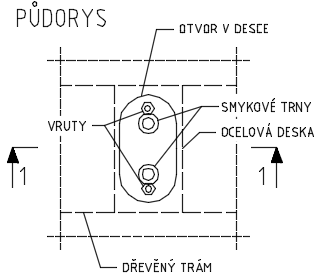 PŮDORYS
OTVOR V DESCE
SMYKOVÉ TRNY
VRUTY
OCELOVÁ DESKA
1
1
DŘEVĚNÝ TRÁM